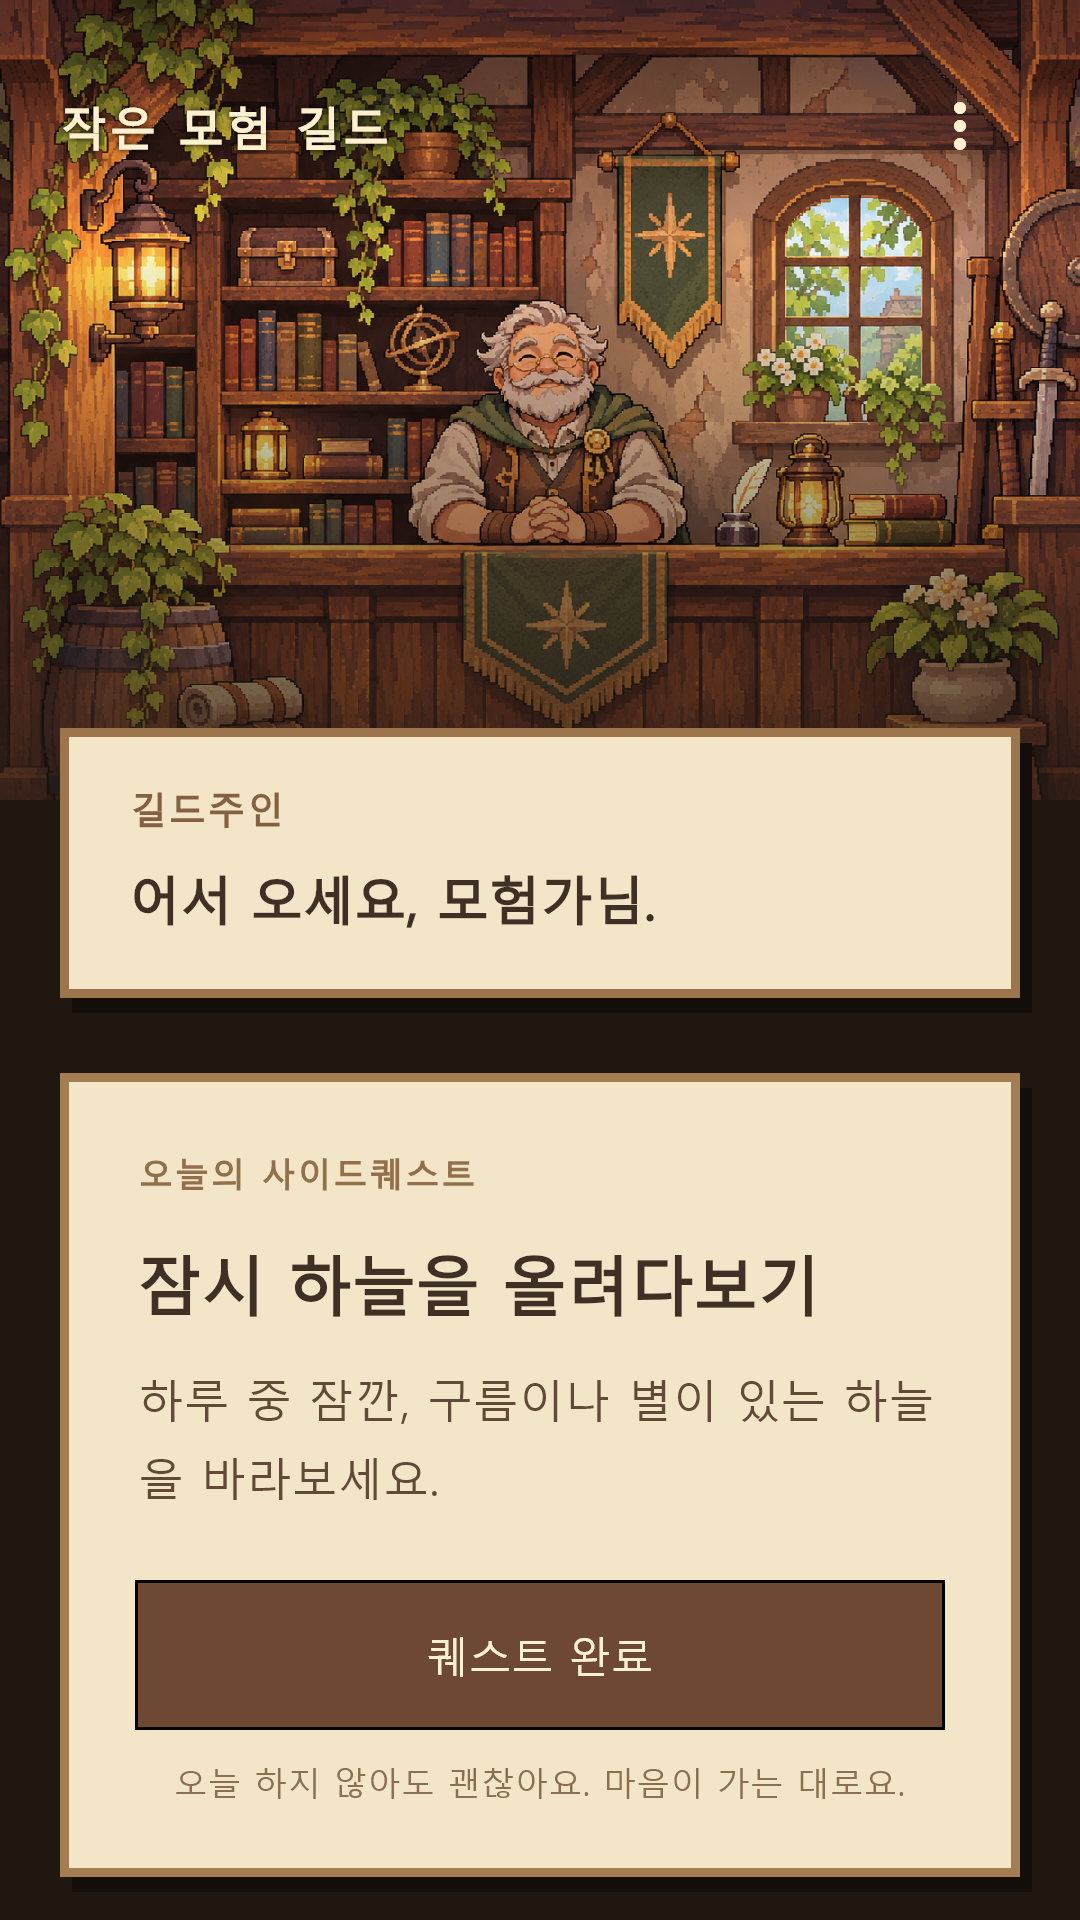 작은 모험 길드
길드주인
어서 오세요, 모험가님.
오늘의 사이드퀘스트
잠시 하늘을 올려다보기
하루 중 잠깐, 구름이나 별이 있는 하늘
을 바라보세요.
퀘스트 완료
오늘 하지 않아도 괜찮아요. 마음이 가는 대로요.